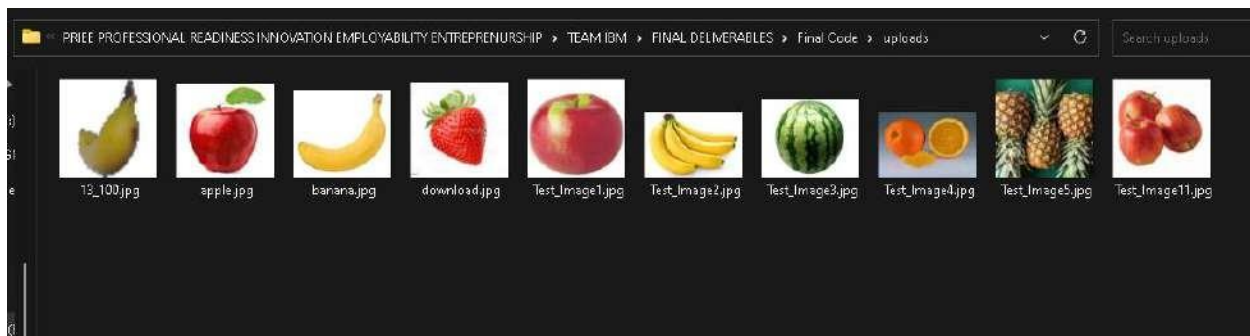 « PRIEE PROFESSIONAL READINESS INNOVATION EMPLOYABILITY ENTREPRENURSHIP > TEAM IBM > FINAL DELIVERABLES > Final Code > uploads
Search uploads
13_100.jpg apple.jpg banana.jpg download.jpg Test_Image1.jpg Test_Image2.jpg Test_Image3.jpg Test_Image4.jpg Test_Image5.jpg Test_Image11.jpg